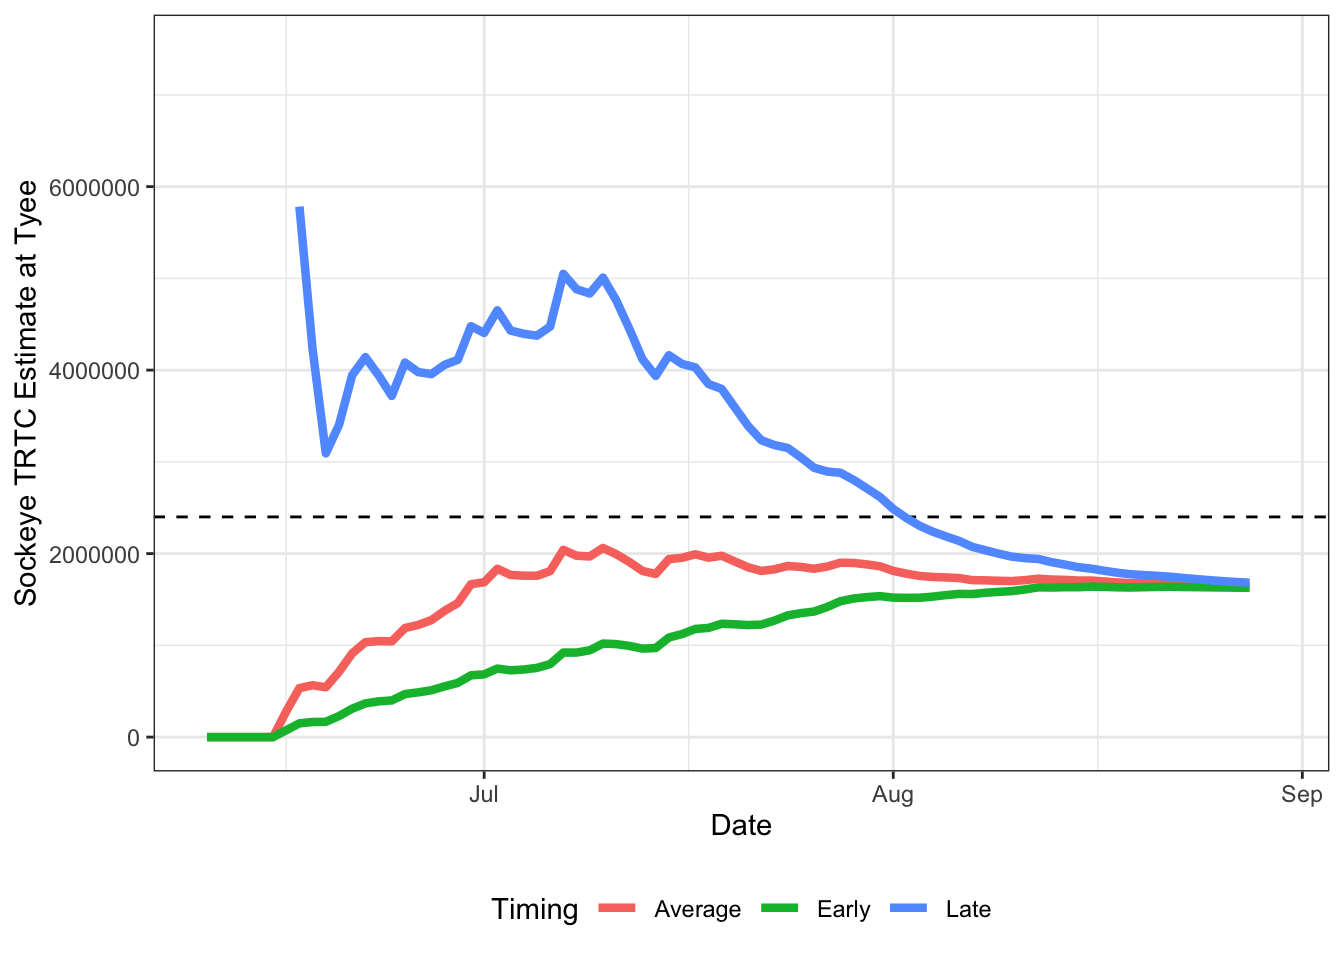 Sockeye TRTC Estimate at Tyee
6000000
4000000
2000000
0
Jul
Aug
Sep
Date
Timing Average Early Late